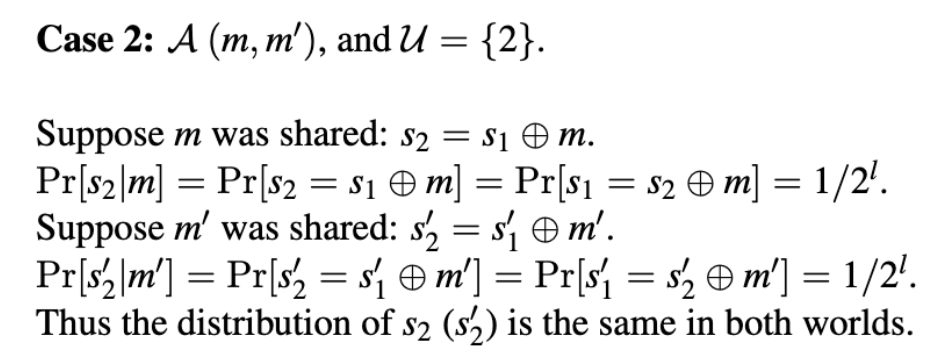 Case 2: 𝒜 (m, m′), and 𝒰 = {2}.
Suppose m was shared: s₂ = s₁ ⊕ m.
Pr[s₂|m] = Pr[s₂ = s₁ ⊕ m] = Pr[s₁ = s₂ ⊕ m] = 1/2ˡ.
Suppose m′ was shared: s′₂ = s′₁ ⊕ m′.
Pr[s′₂|m′] = Pr[s′₂ = s′₁ ⊕ m′] = Pr[s′₁ = s′₂ ⊕ m′] = 1/2ˡ.
Thus the distribution of s₂ (s′₂) is the same in both worlds.